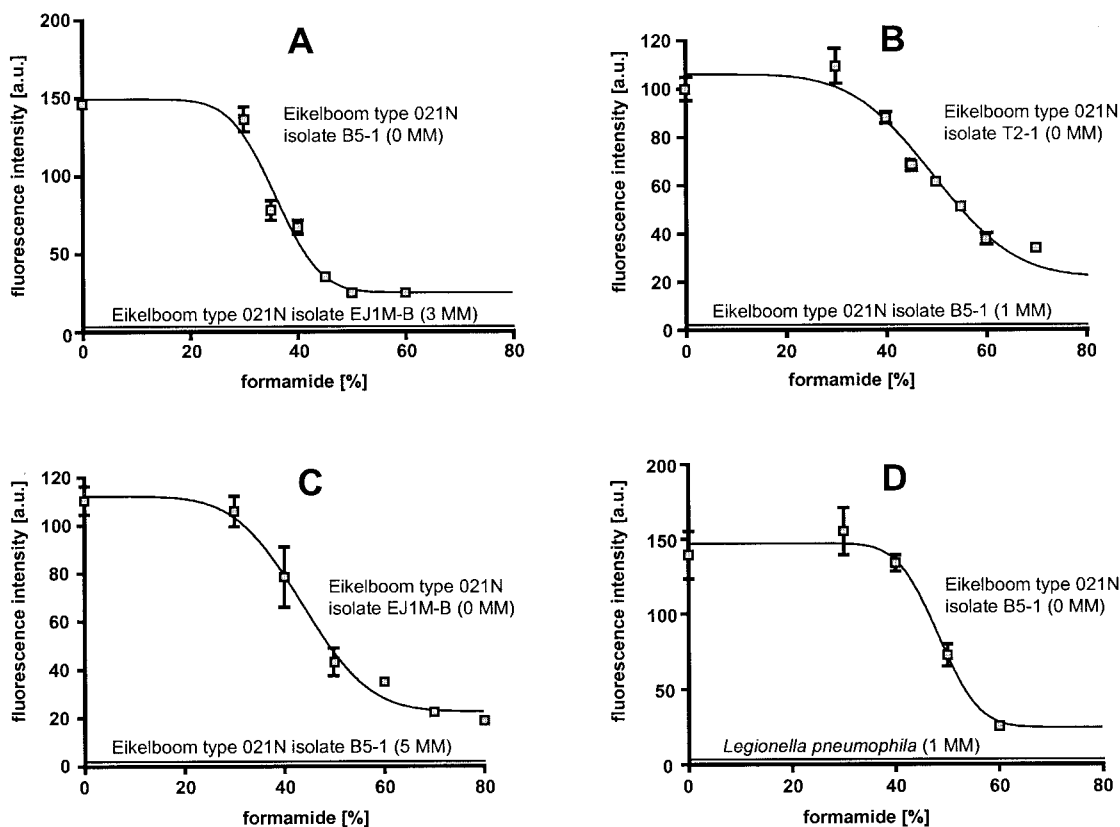 A
200
150
100
50
0
fluorescence intensity [a.u.]
Eikelboom type 021N
isolate B5-1 (0 MM)
Eikelboom type 021N isolate EJ1M-B (3 MM)
0 20 40 60 80
formamide [%]
B
120
100
80
60
40
20
0
fluorescence intensity [a.u.]
Eikelboom type 021N
isolate T2-1 (0 MM)
Eikelboom type 021N isolate B5-1 (1 MM)
0 20 40 60 80
formamide [%]
C
120
100
80
60
40
20
0
fluorescence intensity [a.u.]
Eikelboom type 021N
isolate EJ1M-B (0 MM)
Eikelboom type 021N isolate B5-1 (5 MM)
0 20 40 60 80
formamide [%]
D
200
150
100
50
0
fluorescence intensity [a.u.]
Eikelboom type 021N
isolate B5-1 (0 MM)
Legionella pneumophila (1 MM)
0 20 40 60 80
formamide [%]